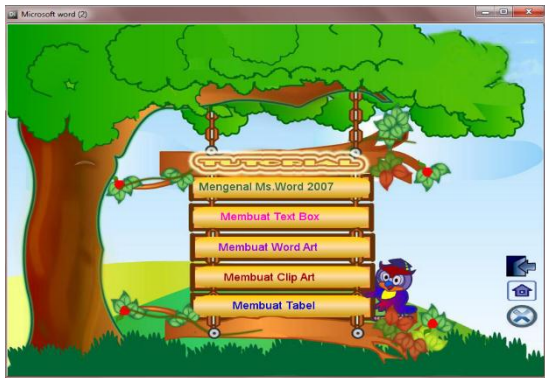 Microsoft word (2)
TUTORIAL
Mengenal Ms.Word 2007
Membuat Text Box
Membuat Word Art
Membuat Clip Art
Membuat Tabel